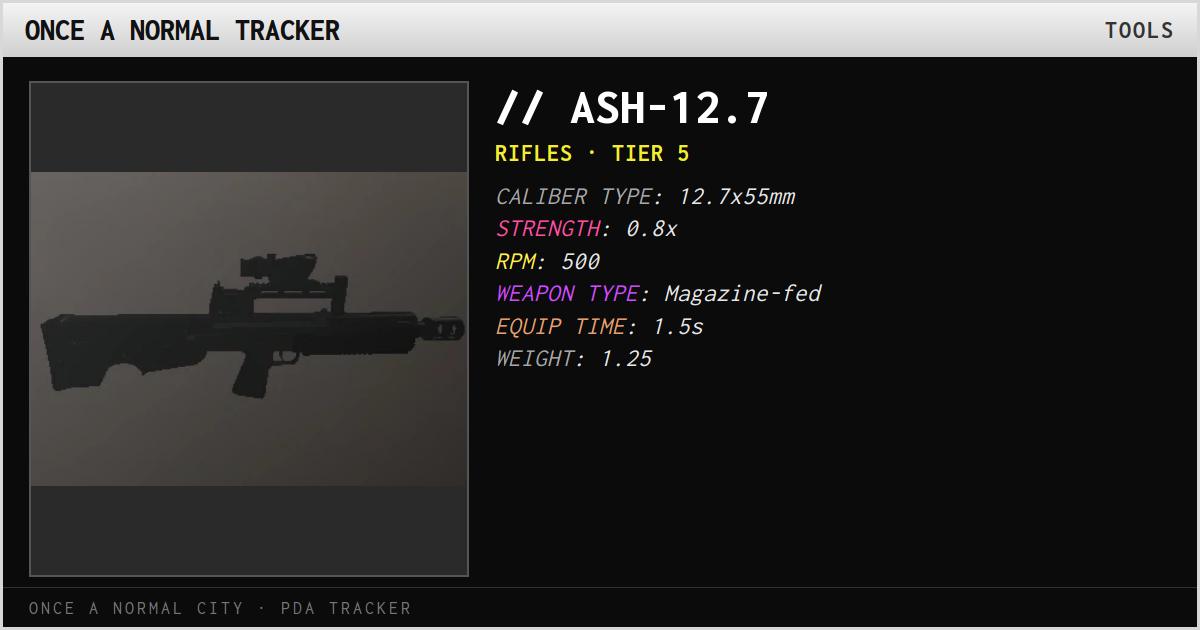 ONCE A NORMAL TRACKER
TOOLS
// ASH-12.7
RIFLES · TIER 5
CALIBER TYPE: 12.7x55mm
STRENGTH: 0.8x
RPM: 500
WEAPON TYPE: Magazine-fed
EQUIP TIME: 1.5s
WEIGHT: 1.25
ONCE A NORMAL CITY · PDA TRACKER